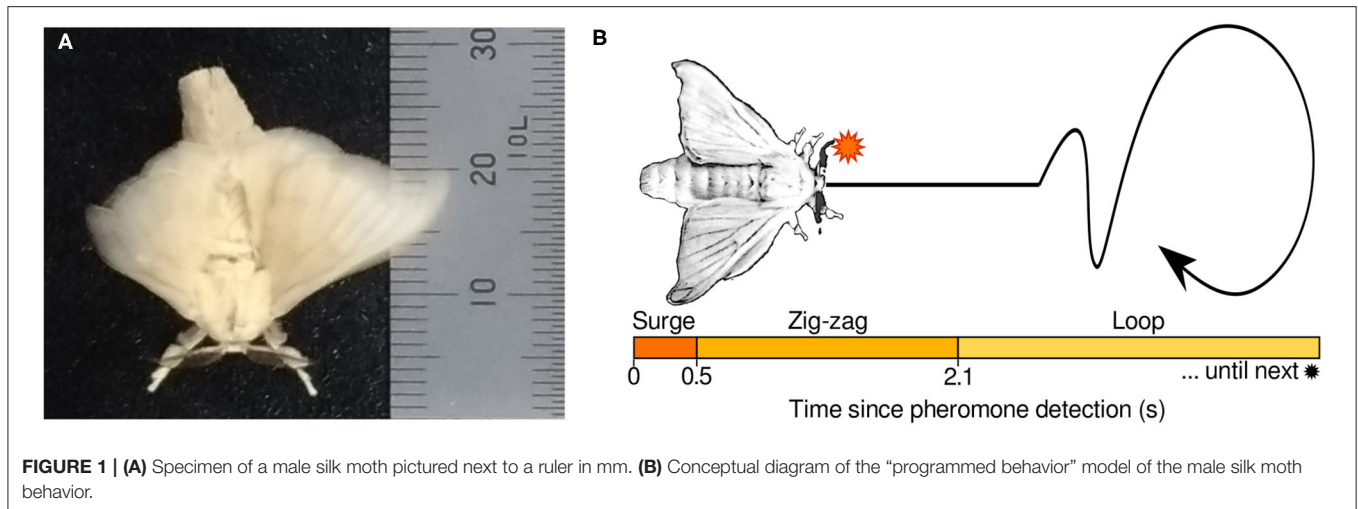 A
30
10L
20
10
B
Surge Zig-zag Loop
0 0.5 2.1 ... until next
Time since pheromone detection (s)
FIGURE 1 | (A) Specimen of a male silk moth pictured next to a ruler in mm. (B) Conceptual diagram of the “programmed behavior” model of the male silk moth
behavior.